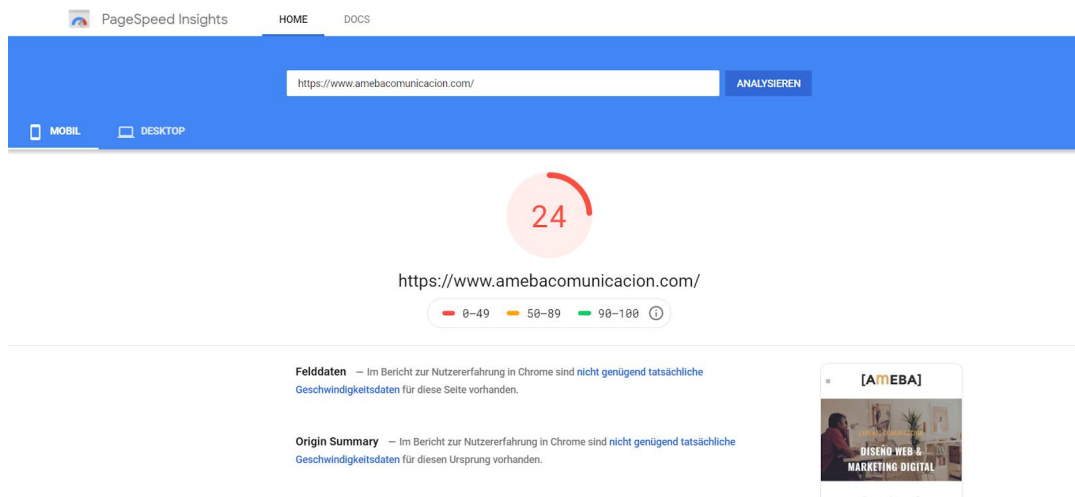 PageSpeed Insights HOME DOCS
https://www.amebacomunicacion.com/ ANALYSIEREN
MOBIL DESKTOP
24
https://www.amebacomunicacion.com/
0–49 50–89 90–100
Felddaten — Im Bericht zur Nutzererfahrung in Chrome sind nicht genügend tatsächliche
Geschwindigkeitsdaten für diese Seite vorhanden.
[AMEBA]
Origin Summary — Im Bericht zur Nutzererfahrung in Chrome sind nicht genügend tatsächliche
Geschwindigkeitsdaten für diesen Ursprung vorhanden.
DISEÑO WEB &
MARKETING DIGITAL